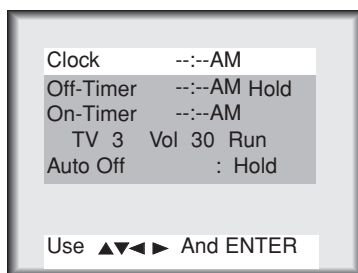 Clock --:--AM
Off-Timer --:--AM Hold
On-Timer --:--AM
TV 3 Vol 30 Run
Auto Off : Hold
Use ▲▼◄ ► And ENTER